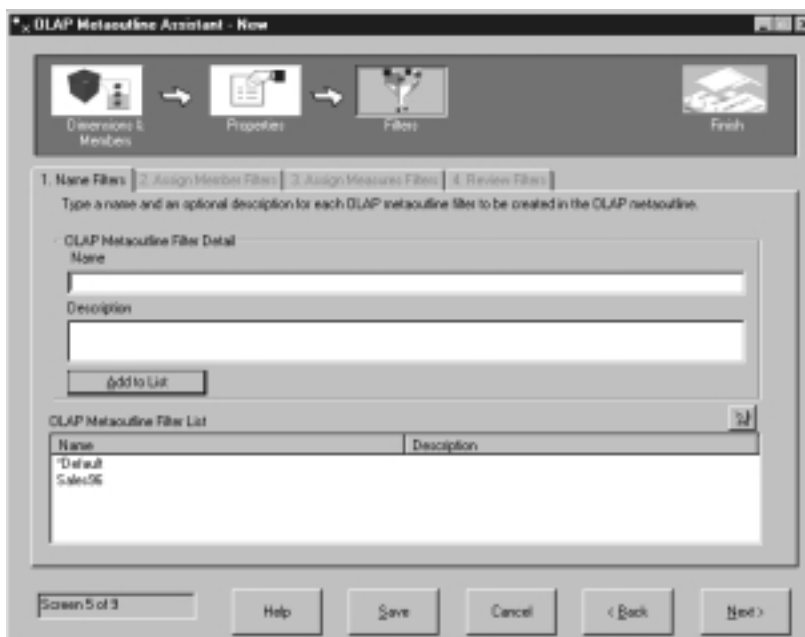 OLAP Metaoutline Assistant - New
Dimensions &
Members
Properties
Filters
Finish
1. Name Filters
2. Assign Member Filters
3. Assign Measures Filters
4. Review Filters
Type a name and an optional description for each OLAP metaoutline filter to be created in the OLAP metaoutline.
OLAP Metaoutline Filter Detail
Name
Description
Add to List
OLAP Metaoutline Filter List
Name Description
*Default
Sales96
Screen 5 of 9
Help
Save
Cancel
< Back
Next >